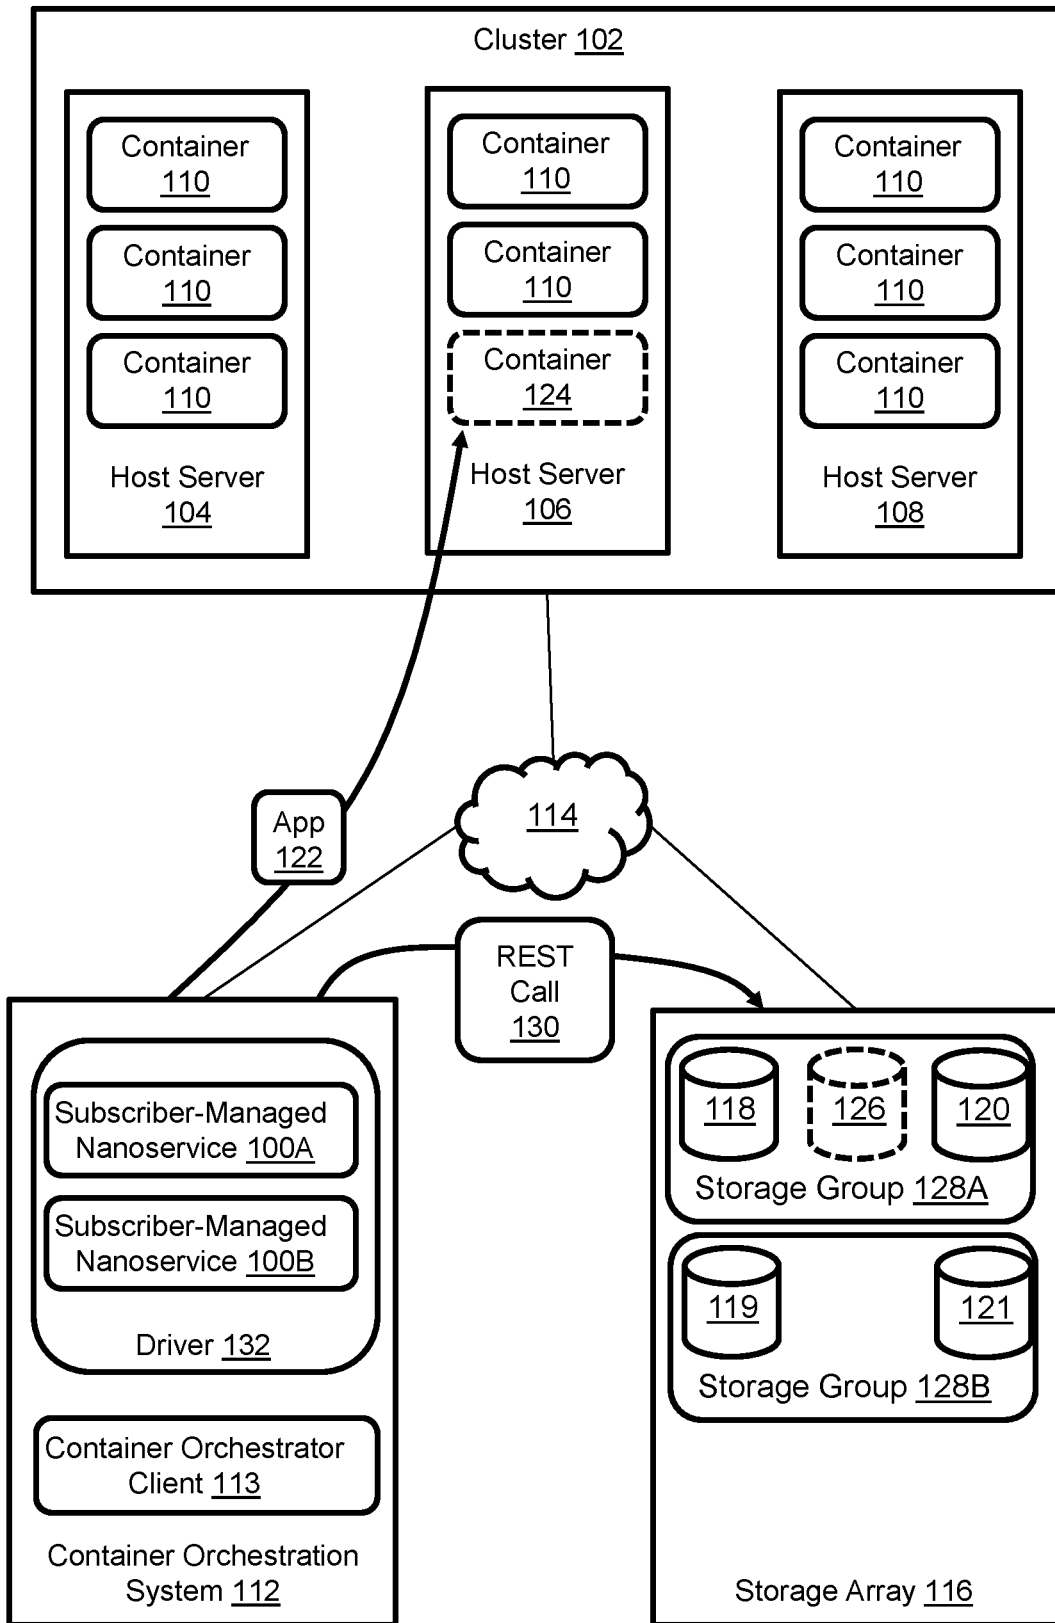 Cluster 102
Container
110
Container
110
Container
110
Host Server
104
Container
110
Container
110
Container
124
Host Server
106
Container
110
Container
110
Container
110
Host Server
108
114
App
122
REST
Call
130
Subscriber-Managed
Nanoservice 100A
Subscriber-Managed
Nanoservice 100B
Driver 132
Container Orchestrator
Client 113
Container Orchestration
System 112
118
126
120
Storage Group 128A
119
121
Storage Group 128B
Storage Array 116